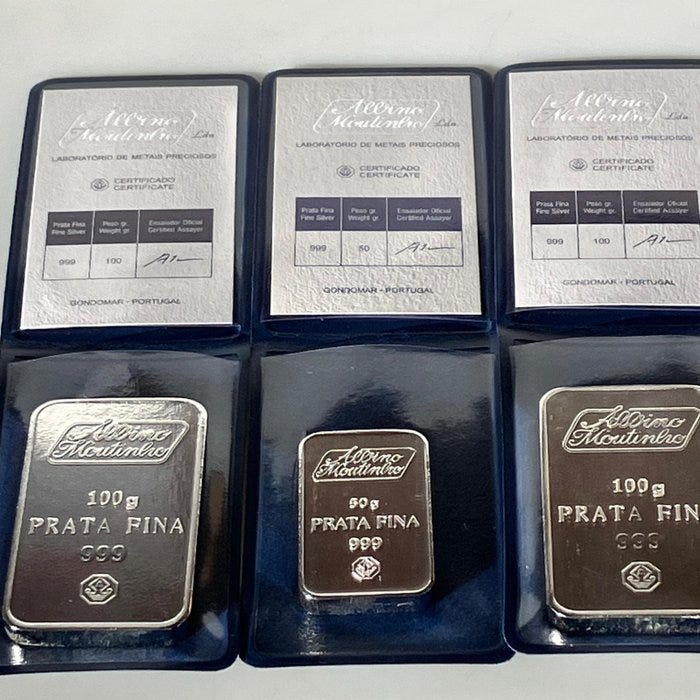 Albino
Moutinho Lda
LABORATÓRIO DE METAIS PRECIOSOS
CERTIFICADO
CERTIFICATE
Prata Fina Peso gr. Ensaiador Oficial
Fine Silver Weight gr. Certified Assayer
999 100
GONDOMAR - PORTUGAL
Albino
Moutinho
100g
PRATA FINA
999
Albino
Moutinho Lda
LABORATÓRIO DE METAIS PRECIOSOS
CERTIFICADO
CERTIFICATE
Prata Fina Peso gr. Ensaiador Oficial
Fine Silver Weight gr. Certified Assayer
999 50
GONDOMAR - PORTUGAL
Albino
Moutinho
50g
PRATA FINA
999
Albino
Moutinho Lda
LABORATÓRIO DE METAIS PRECIOSOS
CERTIFICADO
CERTIFICATE
Prata Fina Peso gr. Ensaiador Oficial
Fine Silver Weight gr. Certified Assayer
999 100
GONDOMAR - PORTUGAL
Albino
Moutinho
100g
PRATA FIN
999